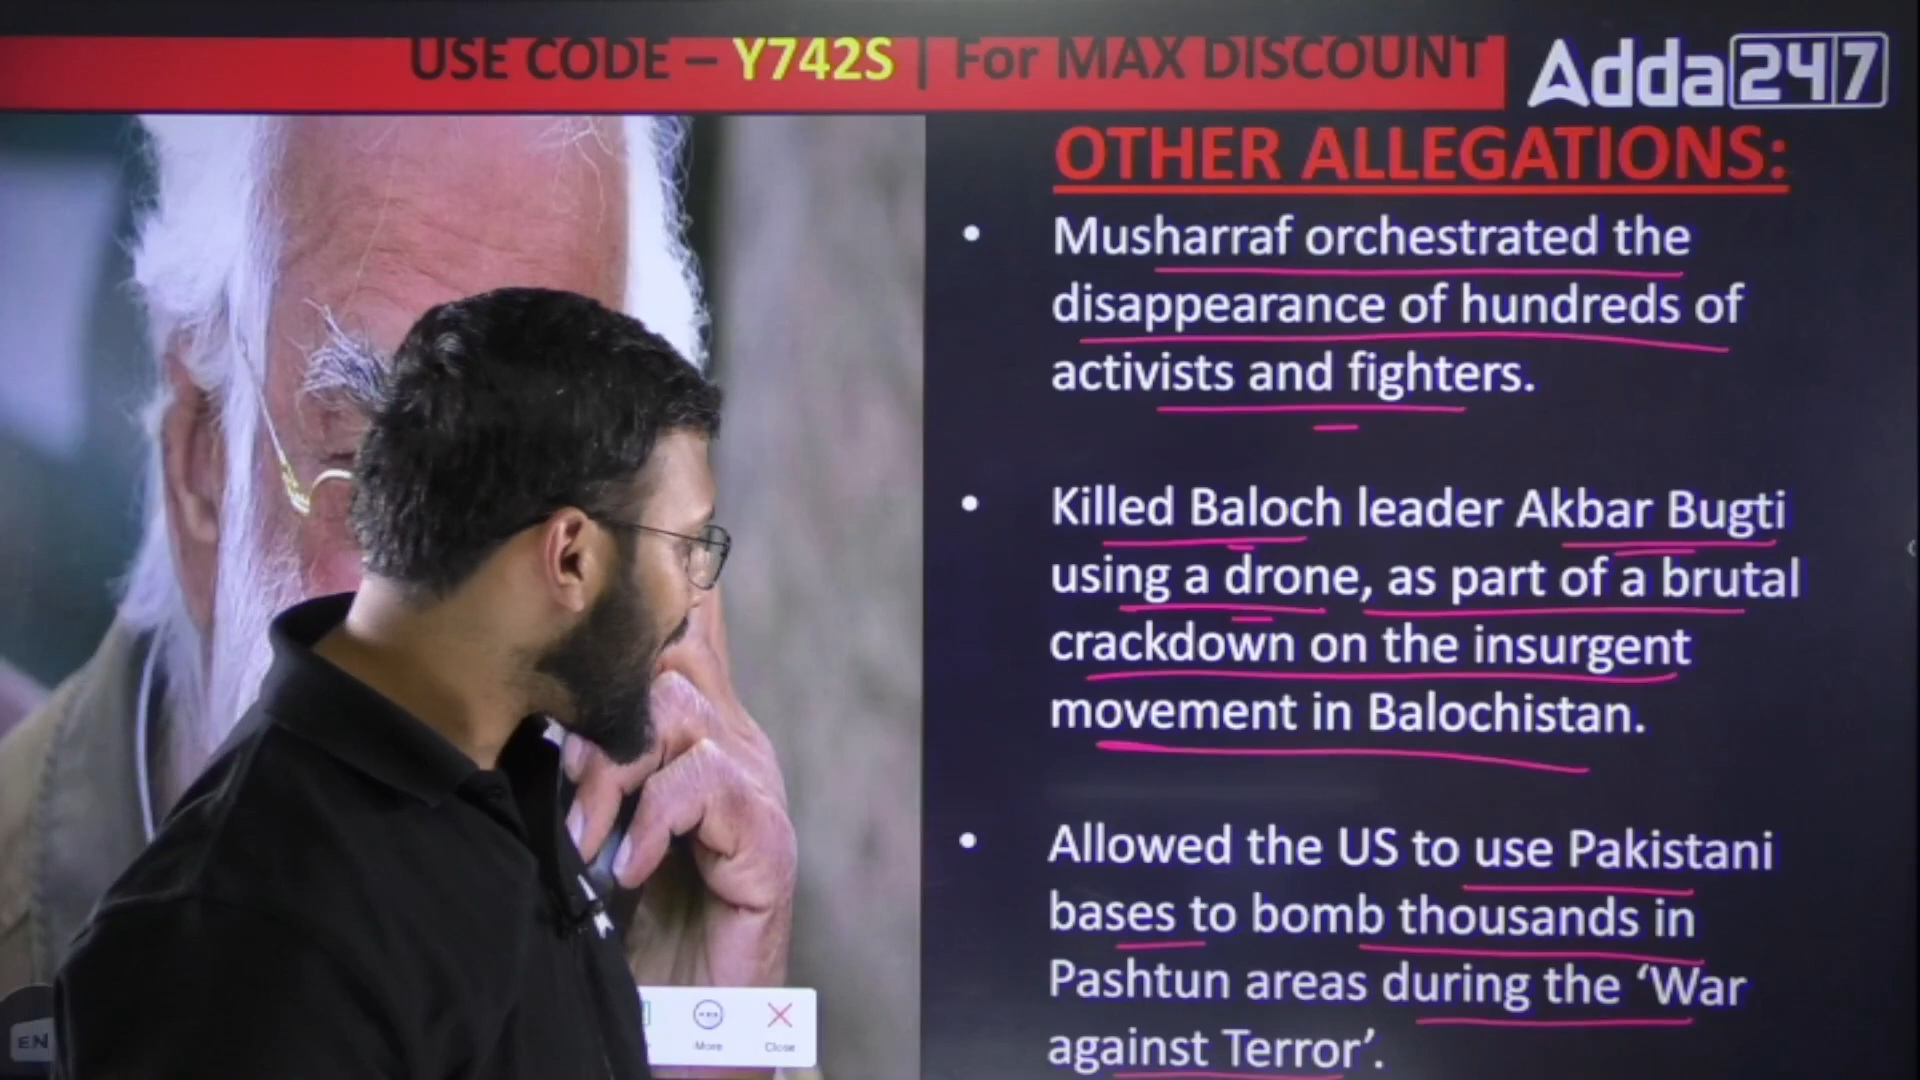 USE CODE – Y742S | For MAX DISCOUNT
Adda247
OTHER ALLEGATIONS:
• Musharraf orchestrated the
disappearance of hundreds of
activists and fighters.
• Killed Baloch leader Akbar Bugti
using a drone, as part of a brutal
crackdown on the insurgent
movement in Balochistan.
• Allowed the US to use Pakistani
bases to bomb thousands in
Pashtun areas during the ‘War
against Terror’.
EN
More
Close